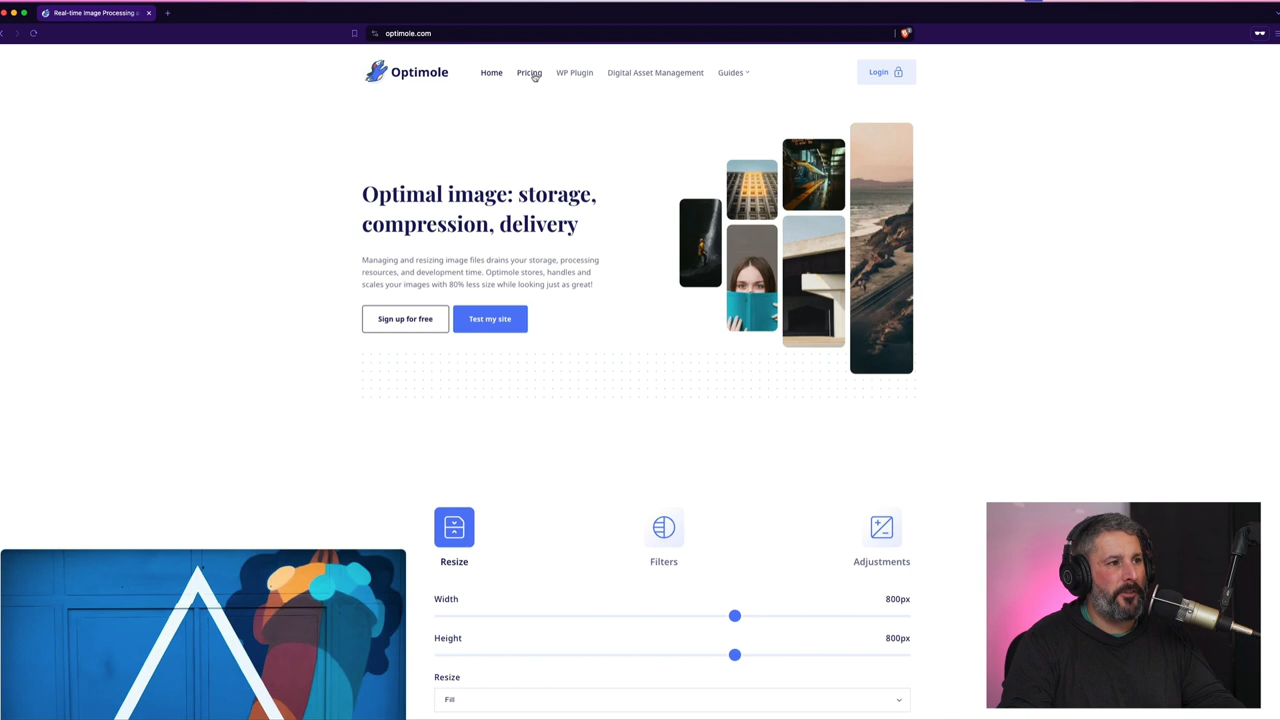 Real-time Image Processing
optimole.com
Optimole
Home
Pricing
WP Plugin
Digital Asset Management
Guides
Login
Optimal image: storage,
compression, delivery
Managing and resizing image files drains your storage, processing
resources, and development time. Optimole stores, handles and
scales your images with 80% less size while looking just as great!
Sign up for free
Test my site
Resize
Filters
Adjustments
Width
800px
Height
800px
Resize
Fill